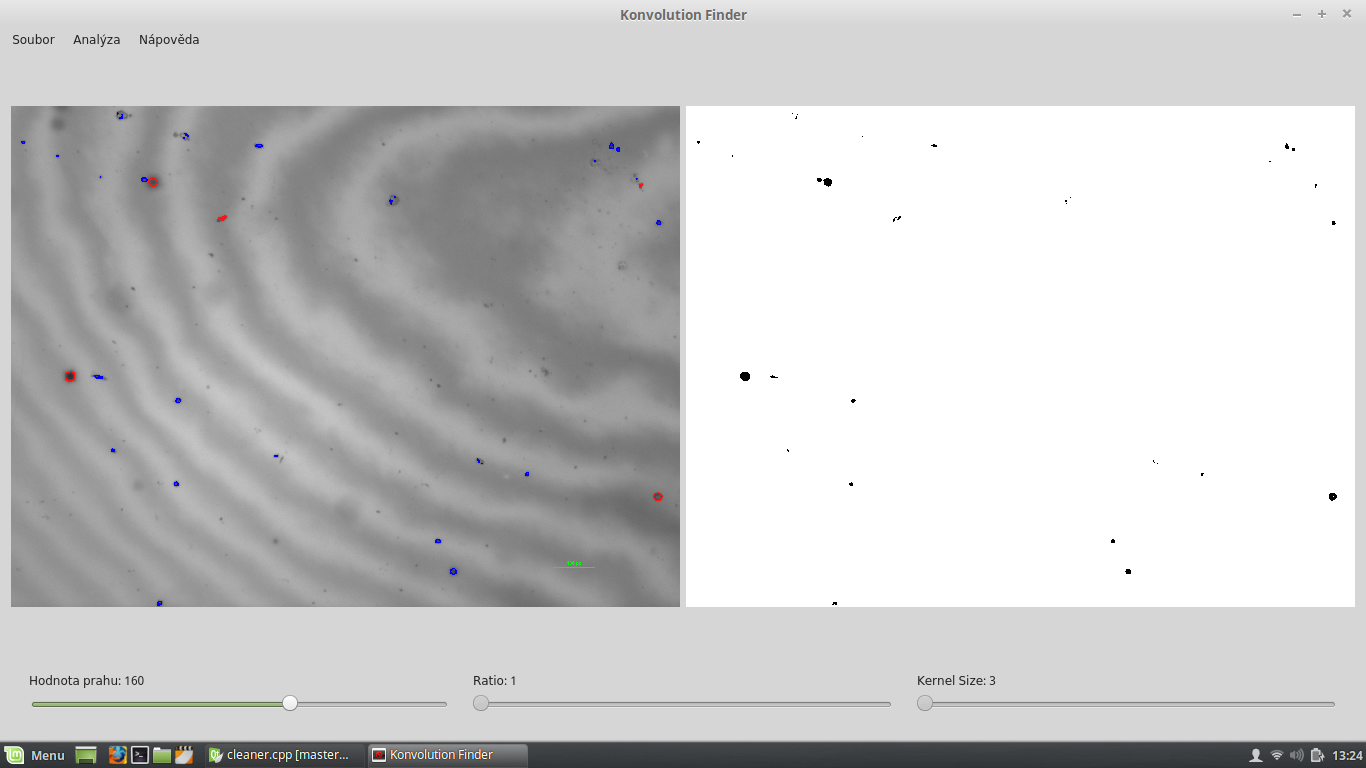 Konvolution Finder
Soubor Analýza Nápověda
Hodnota prahu: 160
Ratio: 1
Kernel Size: 3
Menu
cleaner.cpp [master...
Konvolution Finder
13:24